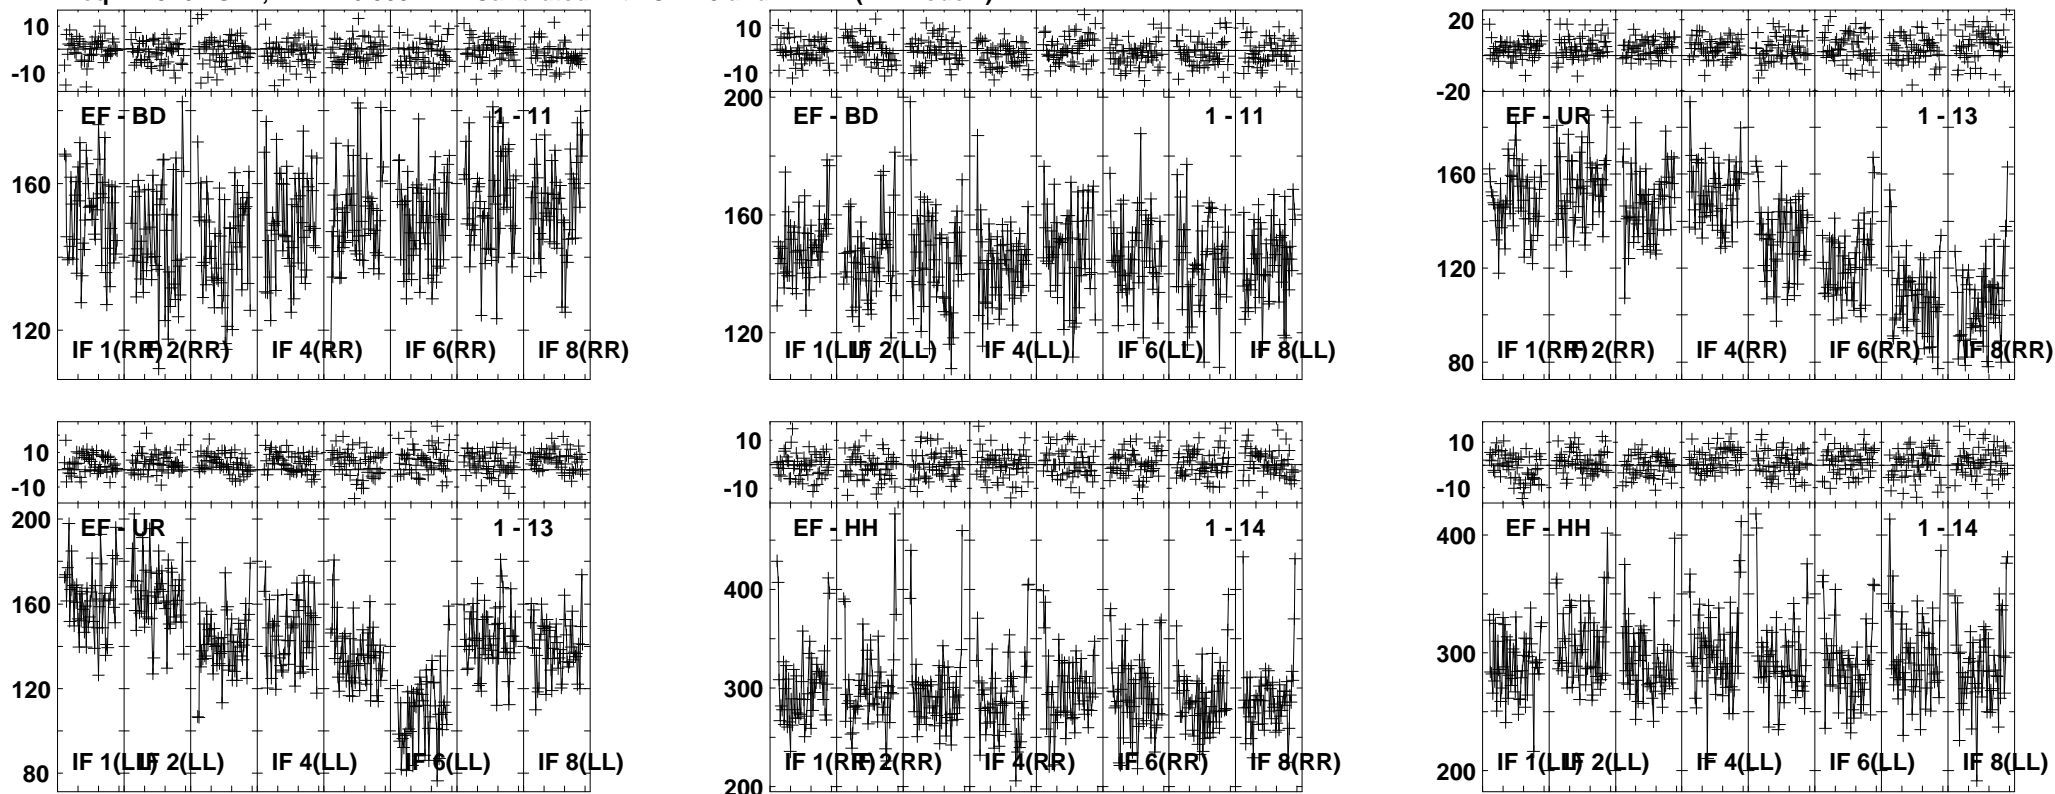 10
-10
EF - BD 1 - 11
160
120
IF 1(RR) IF 2(RR) IF 4(RR) IF 6(RR) IF 8(RR)
10
-10
200
EF - BD 1 - 11
160
120
IF 1(LL) IF 2(LL) IF 4(LL) IF 6(LL) IF 8(LL)
20
-20
EF - UR 1 - 13
160
120
80
IF 1(RR) IF 2(RR) IF 4(RR) IF 6(RR) IF 8(RR)
10
-10
200
EF - UR 1 - 13
160
120
80
IF 1(LL) IF 2(LL) IF 4(LL) IF 6(LL) IF 8(LL)
10
-10
EF - HH 1 - 14
400
300
200
IF 1(RR) IF 2(RR) IF 4(RR) IF 6(RR) IF 8(RR)
10
-10
EF - HH 1 - 14
400
300
200
IF 1(LL) IF 2(LL) IF 4(LL) IF 6(LL) IF 8(LL)